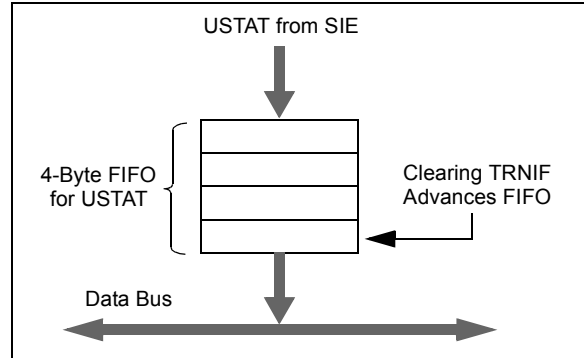 USTAT from SIE
4-Byte FIFO
for USTAT
Clearing TRNIF
Advances FIFO
Data Bus